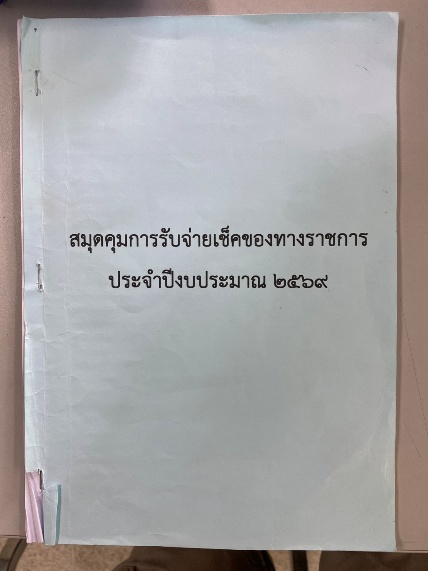 สมุดคุมการรับจ่ายเช็คของทางราชการ
ประจำปีงบประมาณ ๒๕๖๙